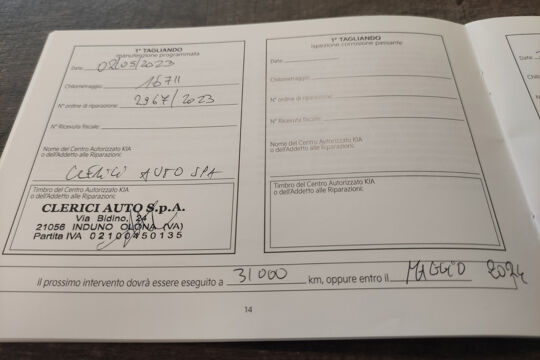 1° TAGLIANDO
manutenzione programmata
Data: 02/05/2023
Chilometraggio: 16711
N° ordine di riparazione: 2967/2023
N° Ricevuta fiscale:
Nome del Centro Autorizzato KIA
o dell'Addetto alle Riparazioni:
CLERICI AUTO SPA
Timbro del Centro Autorizzato KIA
o dell'Addetto alle Riparazioni:
CLERICI AUTO S.p.A.
Via Bidino, 24
21056 INDUNO OLONA (VA)
Partita IVA 02100450135
1° TAGLIANDO
ispezione corrosione passante
Data:
Chilometraggio:
N° ordine di riparazione:
N° Ricevuta fiscale:
Nome del Centro Autorizzato KIA
o dell'Addetto alle Riparazioni:
Timbro del Centro Autorizzato KIA
o dell'Addetto alle Riparazioni:
Il prossimo intervento dovrà essere eseguito a 31000 km, oppure entro il MAGGIO 2024
14